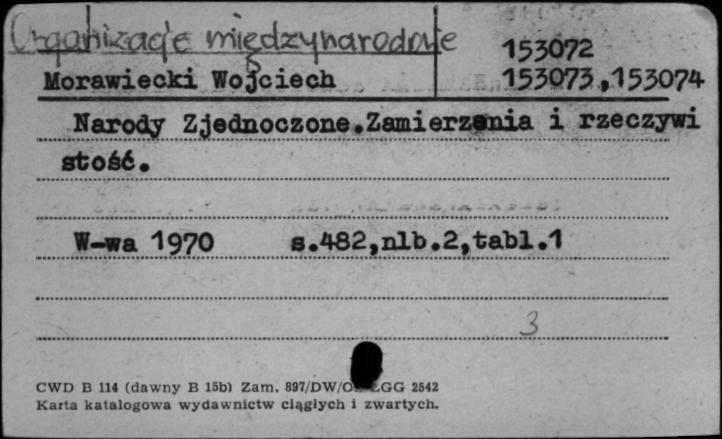 Organizacje międzynarodowe
153072
Morawiecki Wojciech 153073,153074
Narody Zjednoczone.Zamierzenia i rzeczywi
stość.
W-wa 1970 s.482,nlb.2,tabl.1
3
CWD B 114 (dawny B 15b) Zam. 897/DW/O ZGG 2542
Karta katalogowa wydawnictw ciągłych i zwartych.